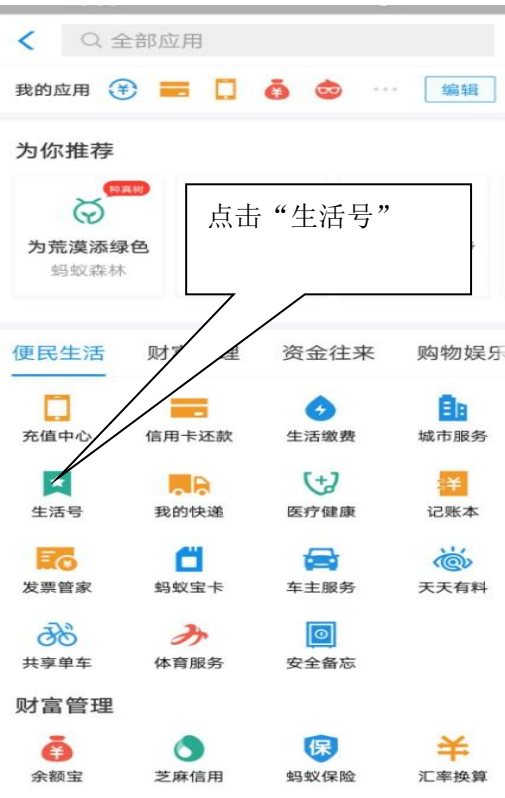 全部应用
我的应用 编辑
为你推荐
种真树
点击“生活号”
为荒漠添绿色
蚂蚁森林
便民生活 财富管理 资金往来 购物娱乐
充值中心 信用卡还款 生活缴费 城市服务
生活号 我的快递 医疗健康 记账本
发票管家 蚂蚁宝卡 车主服务 天天有料
共享单车 体育服务 安全备忘
财富管理
保
余额宝 芝麻信用 蚂蚁保险 汇率换算